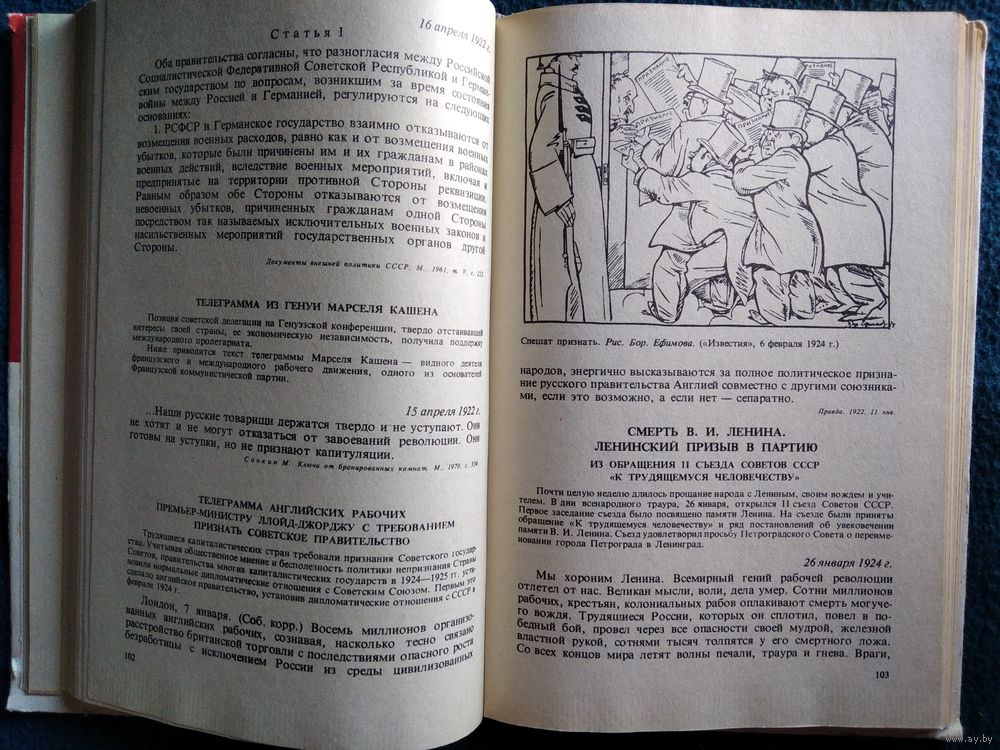 16 апреля 1922 г.
Статья I
Оба правительства согласны, что разногласия между Российской
Социалистической Федеративной Советской Республикой и Герман-
ским государством по вопросам, возникшим за время состояния
войны между Россией и Германией, регулируются на следующих
основаниях:
1. РСФСР и Германское государство взаимно отказываются от
возмещения военных расходов, равно как и от возмещения военных
убытков, которые были причинены им и их гражданам в районах
военных действий, вследствие военных мероприятий, включая и
предпринятые на территории противной Стороны реквизиции.
Равным образом обе Стороны отказываются от возмещения
невоенных убытков, причиненных гражданам одной Стороны
посредством так называемых исключительных военных законов и
насильственных мероприятий государственных органов другой
Стороны.
Документы внешней политики СССР. М., 1961, т. V, с. 223.
ТЕЛЕГРАММА ИЗ ГЕНУИ МАРСЕЛЯ КАШЕНА
Позиция советской делегации на Генуэзской конференции, твердо отстаивавшей
интересы своей страны, ее экономическую независимость, получила поддержку
международного пролетариата.
Ниже приводится текст телеграммы Марселя Кашена — видного деятеля
французского и международного рабочего движения, одного из основателей
Французской коммунистической партии.
15 апреля 1922 г.
...Наши русские товарищи держатся твердо и не уступают. Они
не хотят и не могут отказаться от завоеваний революции. Они
готовы на уступки, но не признают капитуляции.
Сонкин М. Ключи от бронированных комнат. М., 1970, с. 194.
ТЕЛЕГРАММА АНГЛИЙСКИХ РАБОЧИХ
ПРЕМЬЕР-МИНИСТРУ ЛЛОЙД-ДЖОРДЖУ С ТРЕБОВАНИЕМ
ПРИЗНАТЬ СОВЕТСКОЕ ПРАВИТЕЛЬСТВО
Трудящиеся капиталистических стран требовали признания Советского государ-
ства. Учитывая общественное мнение и бесполезность политики непризнания Страны
Советов, правительства многих капиталистических государств в 1924—1925 гг. уста-
новили нормальные дипломатические отношения с Советским Союзом. Первым это
сделало английское правительство, установив дипломатические отношения с СССР в
феврале 1924 г.
Лондон, 7 января. (Соб. корр.) Восемь миллионов организо-
ванных английских рабочих, сознавая, насколько тесно связано
расстройство британской торговли с последствиями опасного роста
безработицы с исключением России из среды цивилизованных
102
ПРИЗНАНИЕ
ПРИЗНАНИЕ
ПРИЗНАНИЕ
Спешат признать. Рис. Бор. Ефимова. («Известия», 6 февраля 1924 г.)
народов, энергично высказываются за полное политическое призна-
ние русского правительства Англией совместно с другими союзника-
ми, если это возможно, а если нет — сепаратно.
Правда, 1922, 11 янв.
СМЕРТЬ В. И. ЛЕНИНА.
ЛЕНИНСКИЙ ПРИЗЫВ В ПАРТИЮ
ИЗ ОБРАЩЕНИЯ II СЪЕЗДА СОВЕТОВ СССР
«К ТРУДЯЩЕМУСЯ ЧЕЛОВЕЧЕСТВУ»
Почти целую неделю длилось прощание народа с Лениным, своим вождем и учи-
телем. В дни всенародного траура, 26 января, открылся II съезд Советов СССР.
Первое заседание съезда было посвящено памяти Ленина. На съезде были приняты
обращение «К трудящемуся человечеству» и ряд постановлений об увековечении
памяти В. И. Ленина. Съезд удовлетворил просьбу Петроградского Совета о переиме-
новании города Петрограда в Ленинград.
26 января 1924 г.
Мы хороним Ленина. Всемирный гений рабочей революции
отлетел от нас. Великан мысли, воли, дела умер. Сотни миллионов
рабочих, крестьян, колониальных рабов оплакивают смерть могуче-
го вождя. Трудящиеся России, которых он сплотил, повел в по-
бедный бой, провел через все опасности своей мудрой, железной
властной рукой, сотнями тысяч толпятся у его смертного ложа.
Со всех концов мира летят волны печали, траура и гнева. Враги,
103
www.ay.by